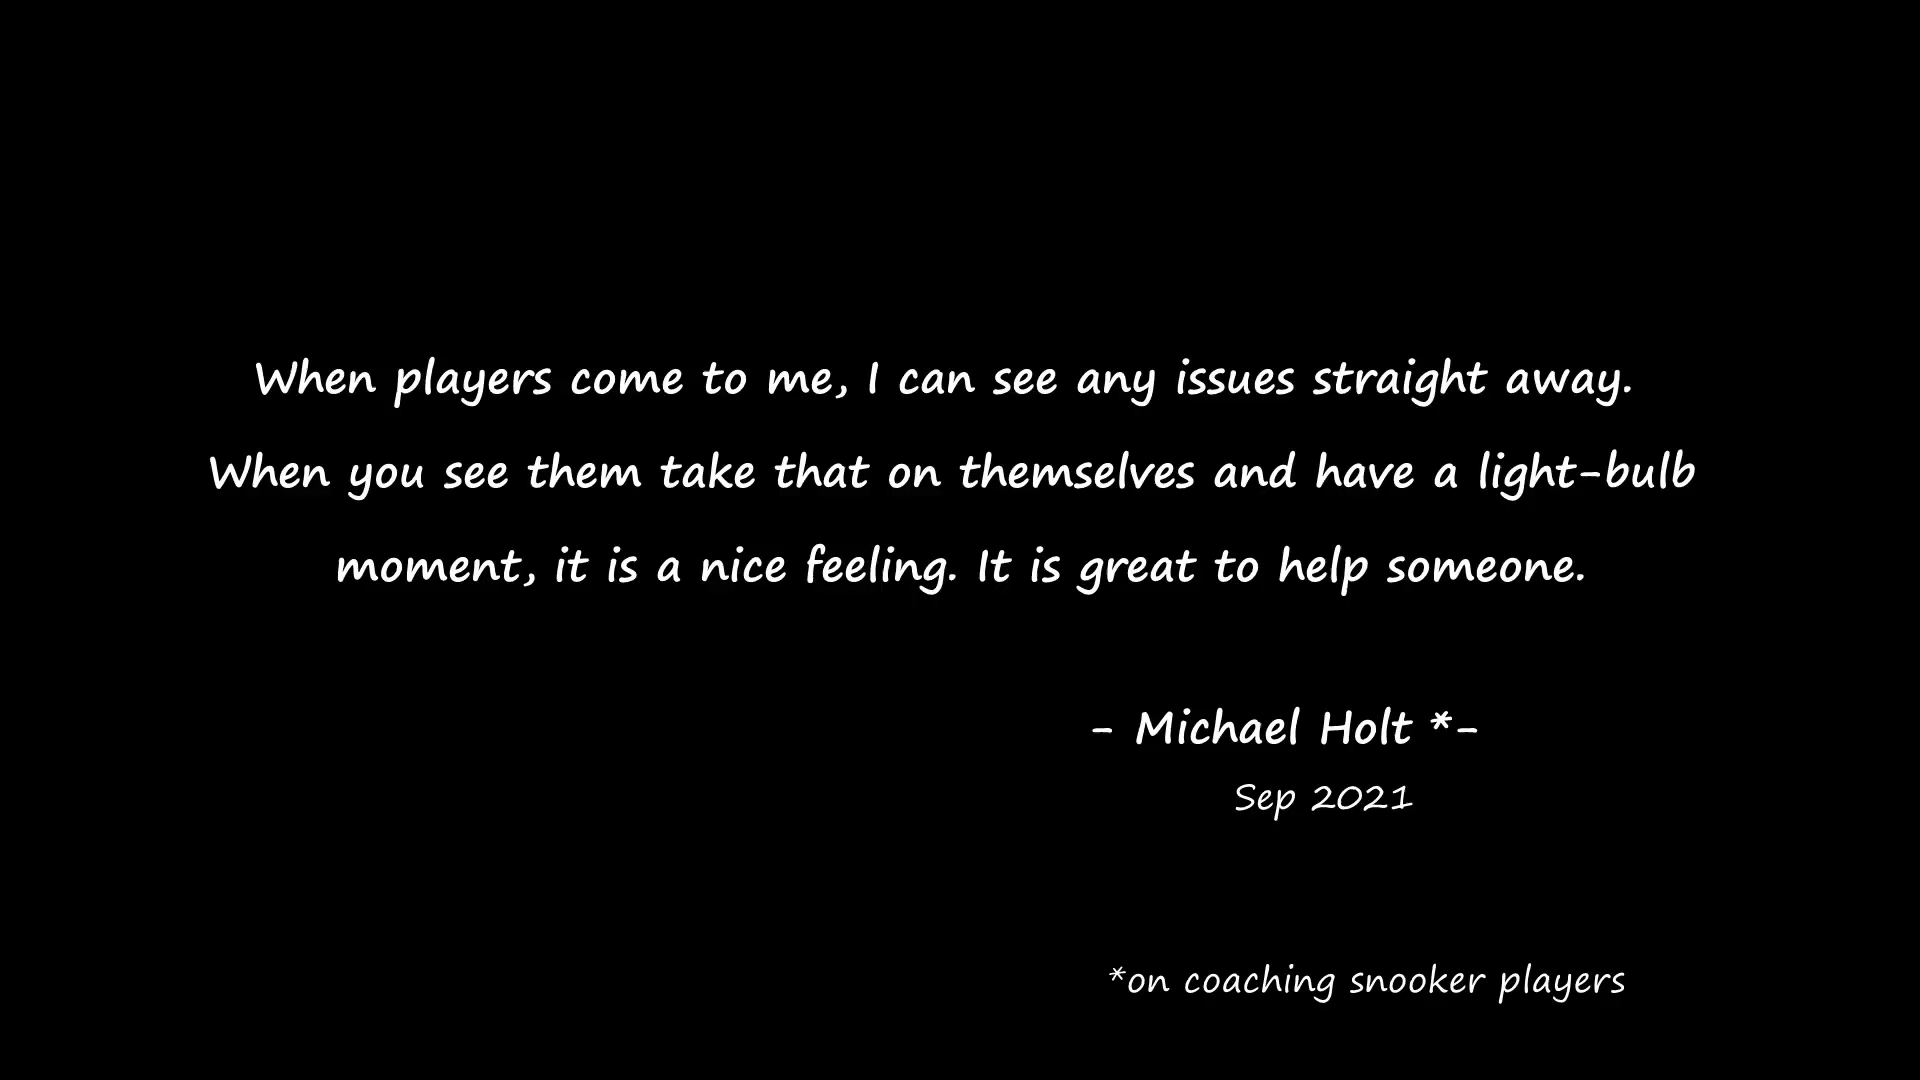 When players come to me, I can see any issues straight away.
When you see them take that on themselves and have a light-bulb
moment, it is a nice feeling. It is great to help someone.
- Michael Holt *-
Sep 2021
*on coaching snooker players